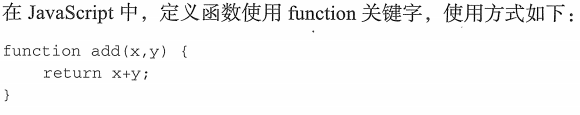 在 JavaScript 中，定义函数使用 function 关键字，使用方式如下：
function add(x,y) {
    return x+y;
}